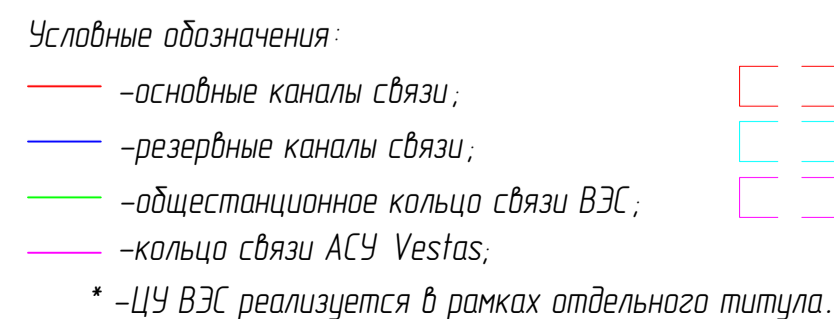 Условные обозначения:
-основные каналы связи;
-резервные каналы связи;
-общестанционное кольцо связи ВЭС;
-кольцо связи АСУ Vestas;
* -ЦУ ВЭС реализуется в рамках отдельного титула.